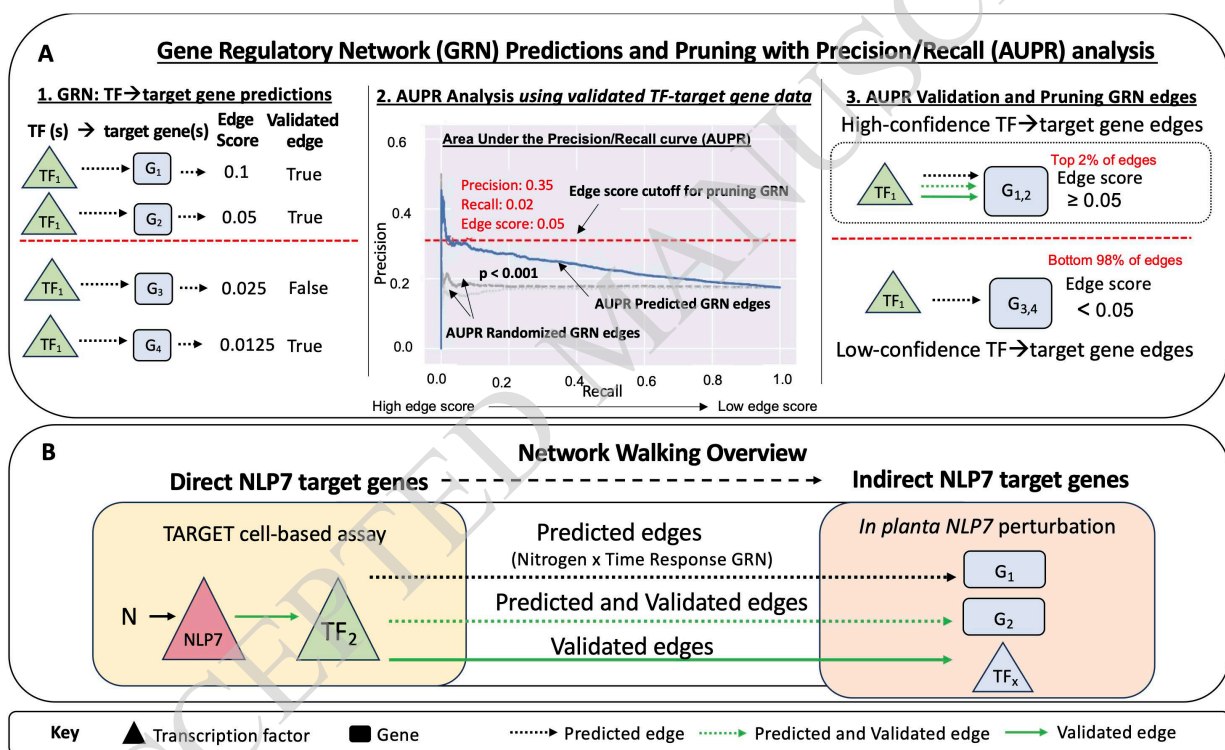 A
Gene Regulatory Network (GRN) Predictions and Pruning with Precision/Recall (AUPR) analysis
1. GRN: TF→target gene predictions
TF (s) → target gene(s)
Edge
Score
Validated
edge
TF₁ G₁ 0.1 True
TF₁ G₂ 0.05 True
TF₁ G₃ 0.025 False
TF₁ G₄ 0.0125 True
2. AUPR Analysis using validated TF-target gene data
Area Under the Precision/Recall curve (AUPR)
Precision: 0.35
Recall: 0.02
Edge score: 0.05
Edge score cutoff for pruning GRN
p < 0.001
AUPR Predicted GRN edges
AUPR Randomized GRN edges
Precision
0.6
0.4
0.2
0.0
0.0 0.2 0.4 0.6 0.8 1.0
Recall
High edge score Low edge score
3. AUPR Validation and Pruning GRN edges
High-confidence TF→target gene edges
TF₁
G₁,₂
Top 2% of edges
Edge score
≥ 0.05
TF₁
G₃,₄
Bottom 98% of edges
Edge score
< 0.05
Low-confidence TF→target gene edges
B
Network Walking Overview
Direct NLP7 target genes
Indirect NLP7 target genes
TARGET cell-based assay
N
NLP7
TF₂
Predicted edges
(Nitrogen x Time Response GRN)
Predicted and Validated edges
Validated edges
In planta NLP7 perturbation
G₁
G₂
TFₓ
Key
Transcription factor
Gene
Predicted edge
Predicted and Validated edge
Validated edge
ACCEPTED MANUSCRIPT